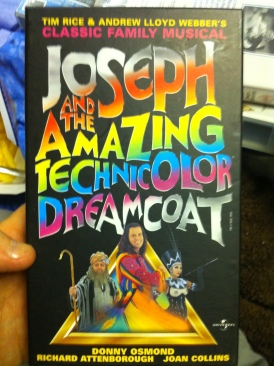 TIM RICE & ANDREW LLOYD WEBBER'S
CLASSIC FAMILY MUSICAL
JOSEPH
AND THE
AMAZING
TECHNICOLOR
DREAMCOAT
UNIVERSAL
DONNY OSMOND
RICHARD ATTENBOROUGH JOAN COLLINS